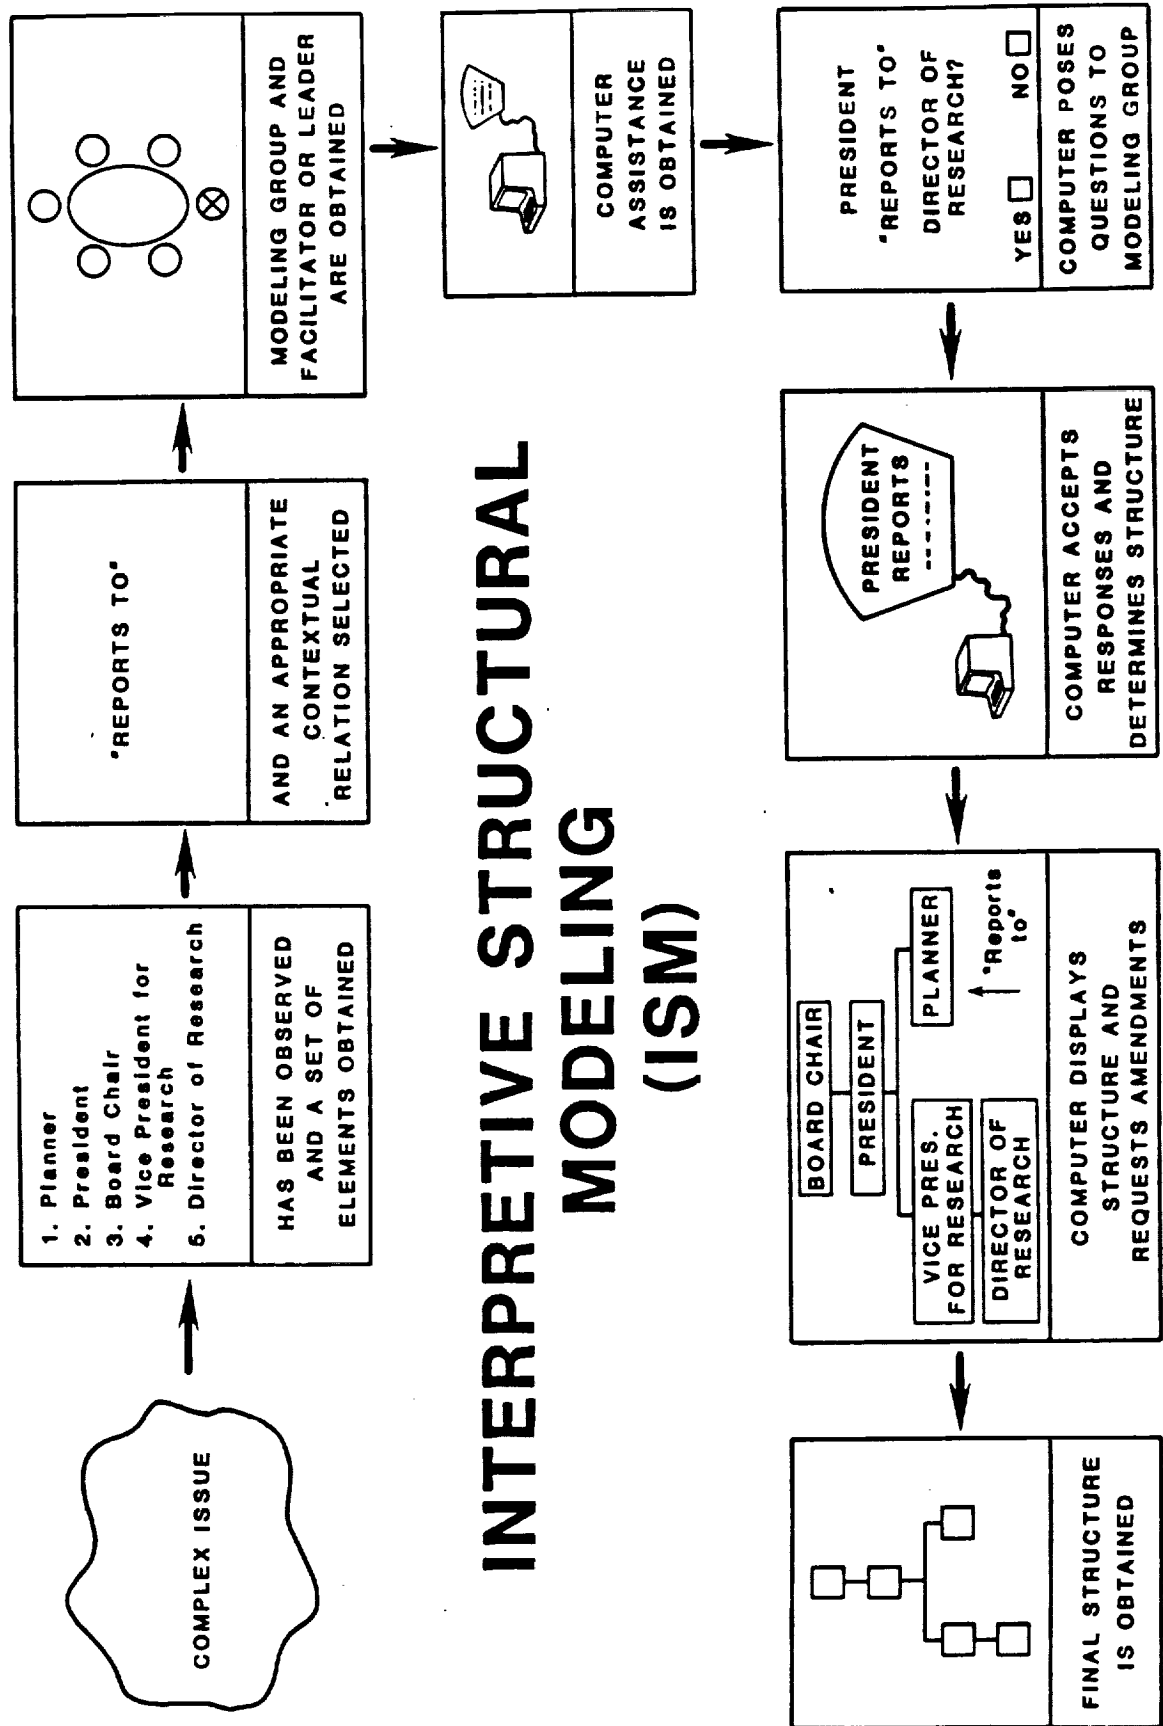 COMPLEX ISSUE
1. Planner
2. President
3. Board Chair
4. Vice President for
Research
5. Director of Research
HAS BEEN OBSERVED
AND A SET OF
ELEMENTS OBTAINED
"REPORTS TO"
AND AN APPROPRIATE
CONTEXTUAL
RELATION SELECTED
MODELING GROUP AND
FACILITATOR OR LEADER
ARE OBTAINED
COMPUTER
ASSISTANCE
IS OBTAINED
PRESIDENT
"REPORTS TO"
DIRECTOR OF
RESEARCH?
YES NO
COMPUTER POSES
QUESTIONS TO
MODELING GROUP
PRESIDENT
REPORTS
COMPUTER ACCEPTS
RESPONSES AND
DETERMINES STRUCTURE
BOARD CHAIR
PRESIDENT
VICE PRES.
FOR RESEARCH
PLANNER
DIRECTOR OF
RESEARCH
"Reports
to"
COMPUTER DISPLAYS
STRUCTURE AND
REQUESTS AMENDMENTS
FINAL STRUCTURE
IS OBTAINED
INTERPRETIVE STRUCTURAL
MODELING
(ISM)